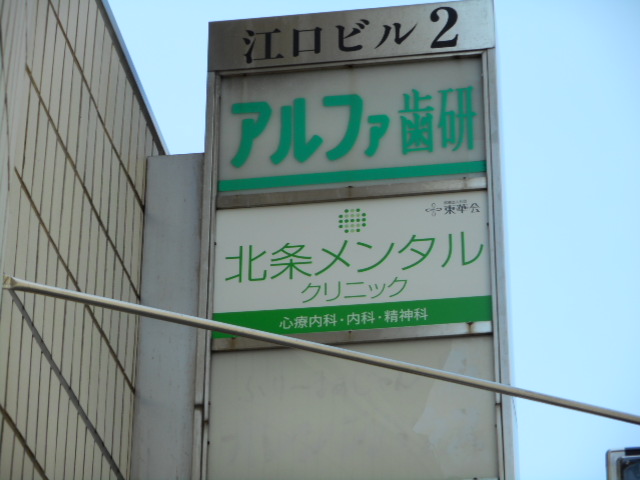 江口ビル2
アルファ歯研
東華会
北条メンタル
クリニック
心療内科・内科・精神科